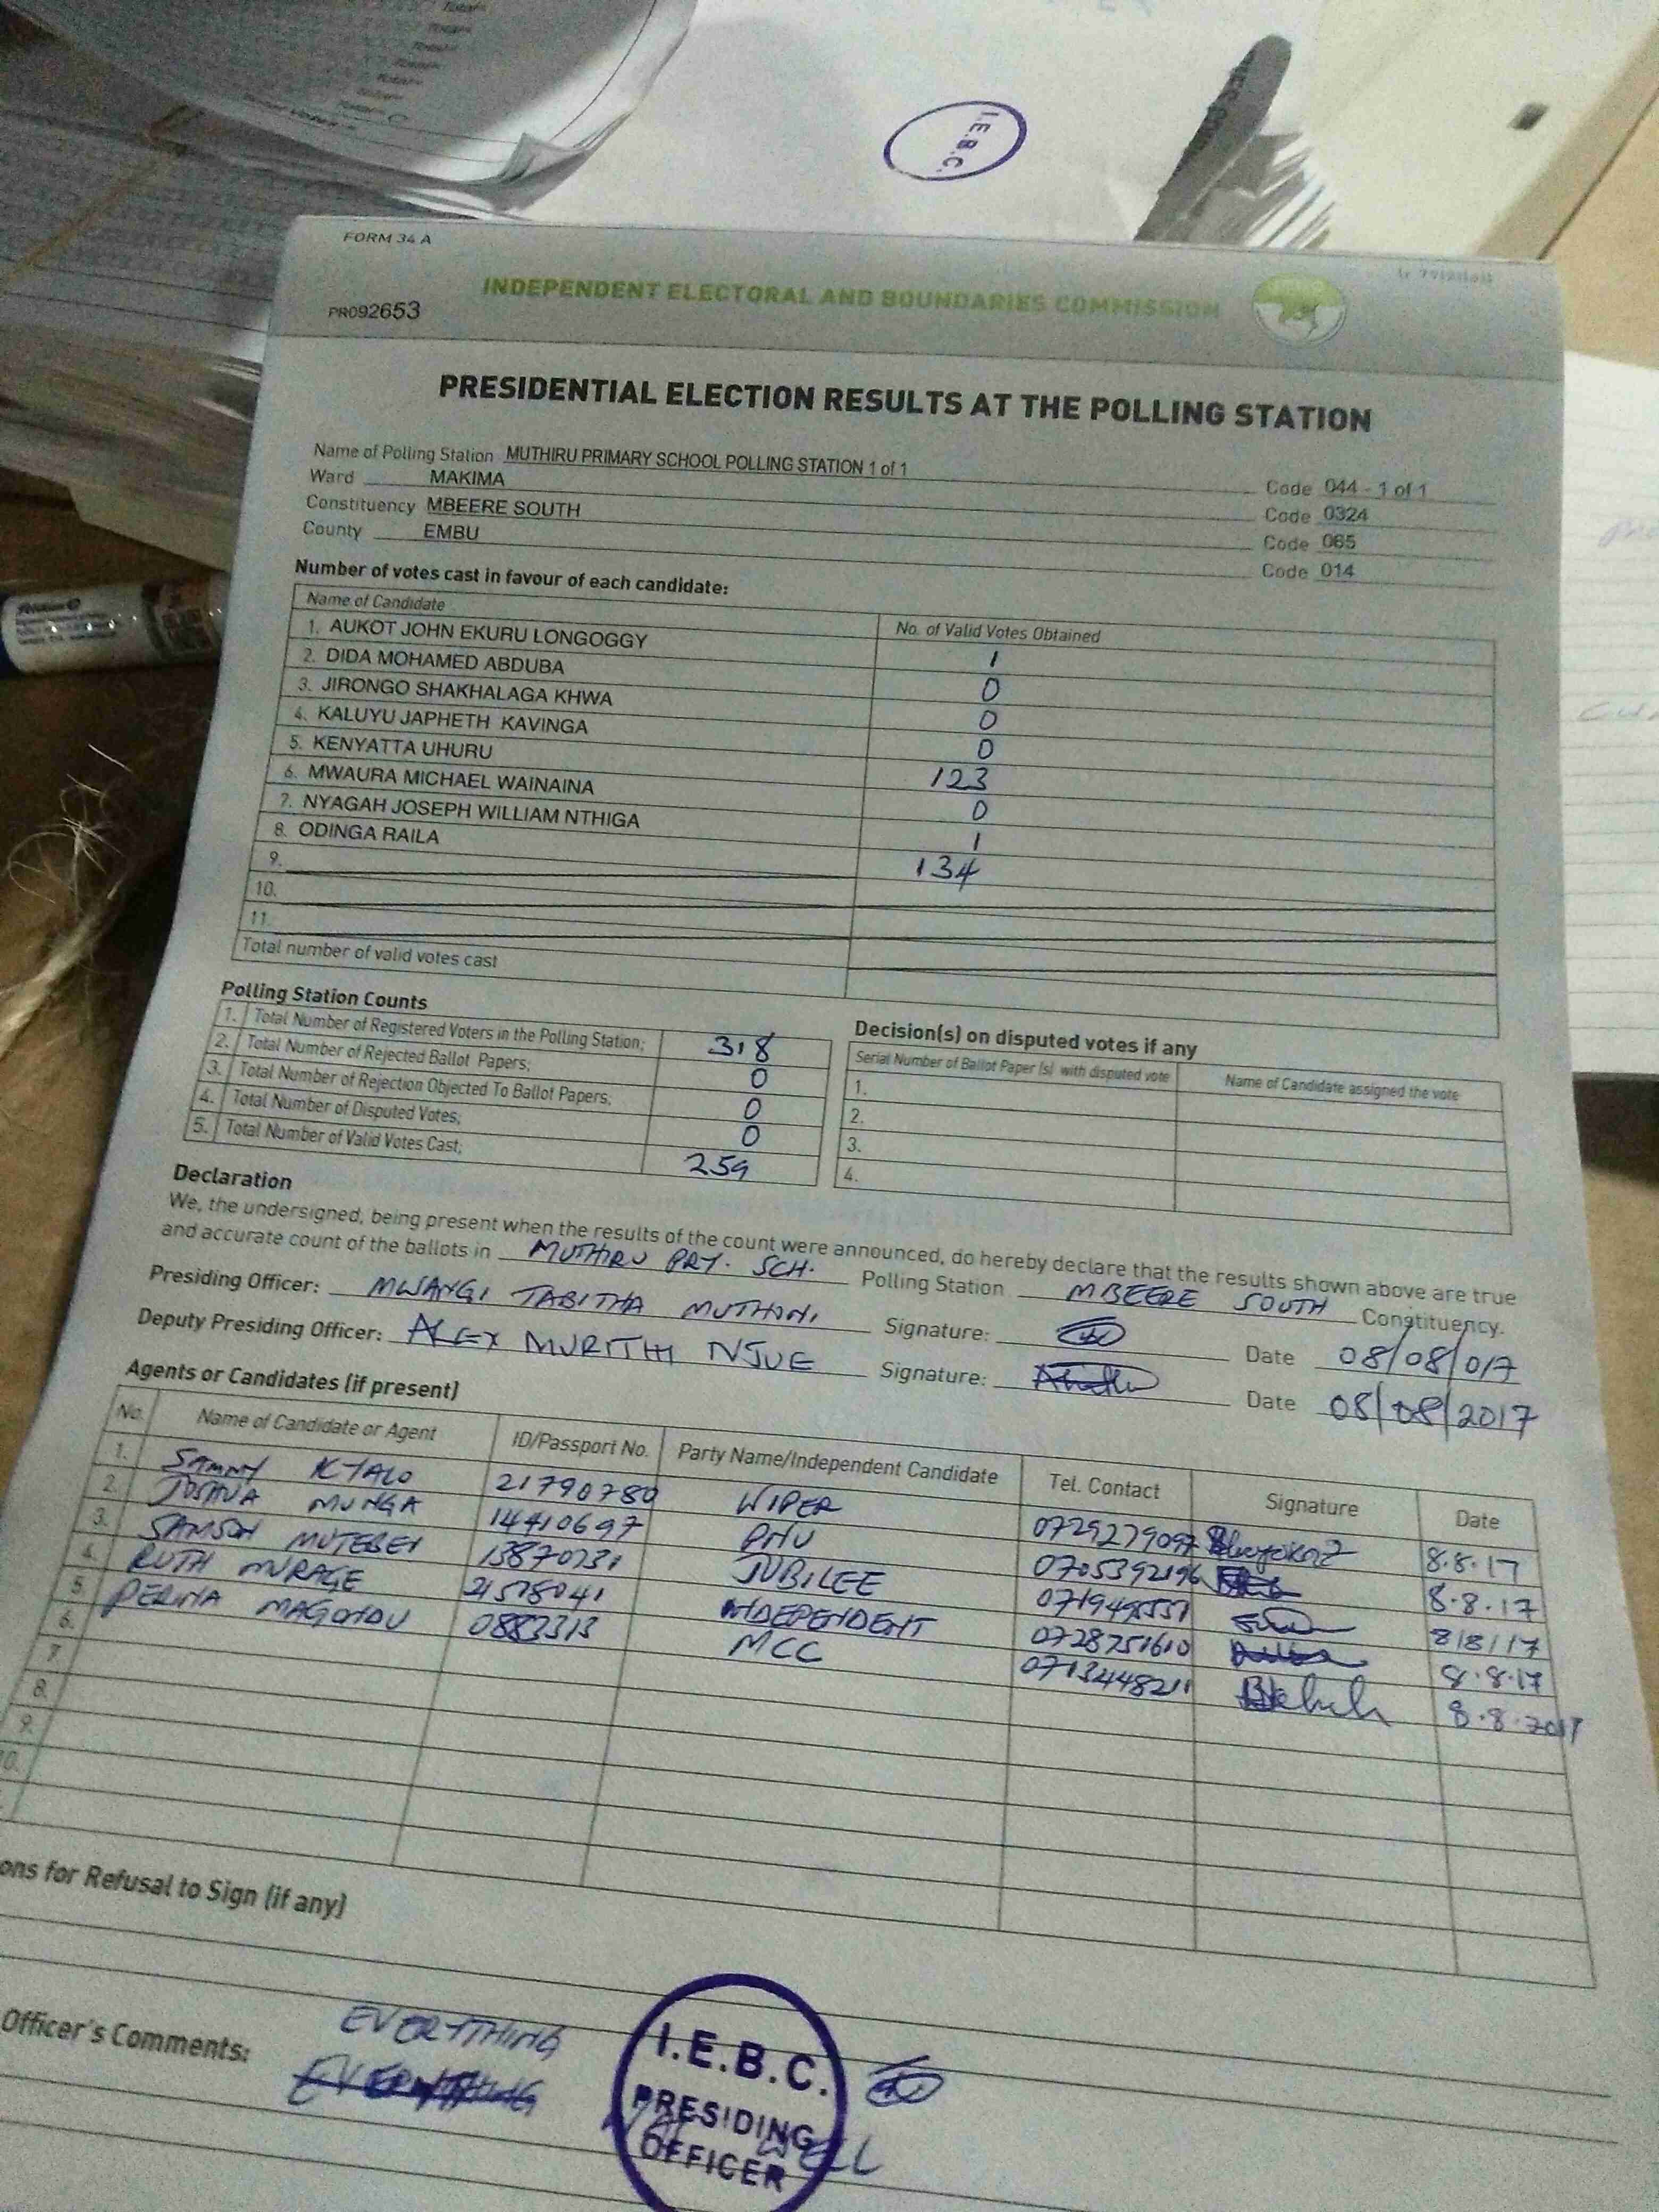 FORM 34 A
INDEPENDENT ELECTORAL AND BOUNDARIES COMMISSION
PR092653
I.E.B.C.
PRESIDENTIAL ELECTION RESULTS AT THE POLLING STATION
Name of Polling Station MUTHIRU PRIMARY SCHOOL POLLING STATION 1 of 1 Code 044 - 1 of 1
Ward MAKIMA Code 0324
Constituency MBEERE SOUTH Code 065
County EMBU Code 014
Number of votes cast in favour of each candidate:
Name of Candidate No. of Valid Votes Obtained
1. AUKOT JOHN EKURU LONGOGGY 1
2. DIDA MOHAMED ABDUBA 0
3. JIRONGO SHAKHALAGA KHWA 0
4. KALUYU JAPHETH KAVINGA 0
5. KENYATTA UHURU 123
6. MWAURA MICHAEL WAINAINA 0
7. NYAGAH JOSEPH WILLIAM NTHIGA 1
8. ODINGA RAILA 134
9.
10.
11.
Total number of valid votes cast
Polling Station Counts
1. Total Number of Registered Voters in the Polling Station; 318
2. Total Number of Rejected Ballot Papers; 0
3. Total Number of Rejection Objected To Ballot Papers; 0
4. Total Number of Disputed Votes; 0
5. Total Number of Valid Votes Cast; 259
Decision(s) on disputed votes if any
Serial Number of Ballot Paper (s) with disputed vote Name of Candidate assigned the vote
1.
2.
3.
4.
Declaration
We, the undersigned, being present when the results of the count were announced, do hereby declare that the results shown above are true
and accurate count of the ballots in MUTHIRU PRY. SCH. Polling Station MBEERE SOUTH Constituency.
Presiding Officer: MWANGI TABITHA MUTHONI Signature: Date 08/08/017
Deputy Presiding Officer: ALEX MURITHI NJUE Signature: Date 08/08/2017
Agents or Candidates (if present)
No. Name of Candidate or Agent ID/Passport No. Party Name/Independent Candidate Tel. Contact Signature Date
1. SAMMY KYALO 21790780 WIPER 0729279097 8.8.17
2. JOSHUA MUNGA 14410697 PNU 0705392196 8.8.17
3. SAMSON MUTEBEI 13870731 JUBILEE 8/8/17
4. RUTH MURAGE 21578041 INDEPENDENT 0728751610 8.8.17
5. PERINA MAGONDU 0883313 MCC 0713448211 8.8.2017
6.
7.
8.
9.
10.
ons for Refusal to Sign (if any)
Officer's Comments: EVERYTHING
EVERYTHING
WELL
I.E.B.C.
PRESIDING
OFFICER